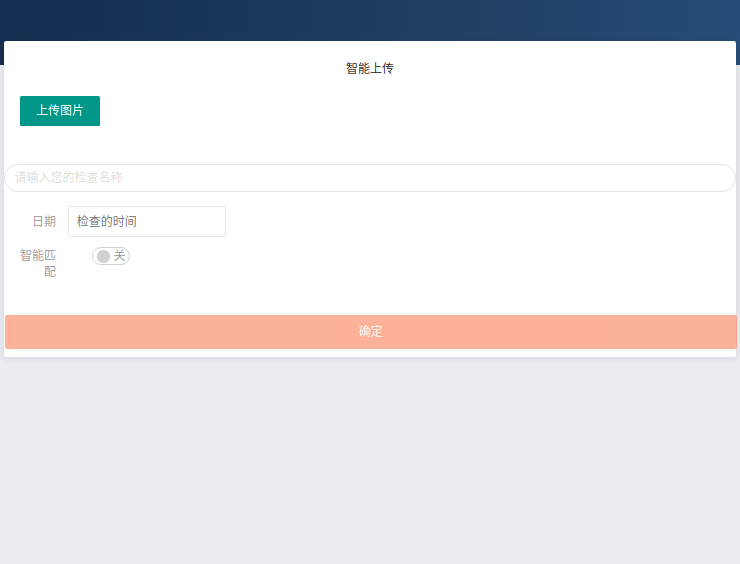 智能上传
上传图片
请输入您的检查名称
日期 检查的时间
智能匹配 关
确定